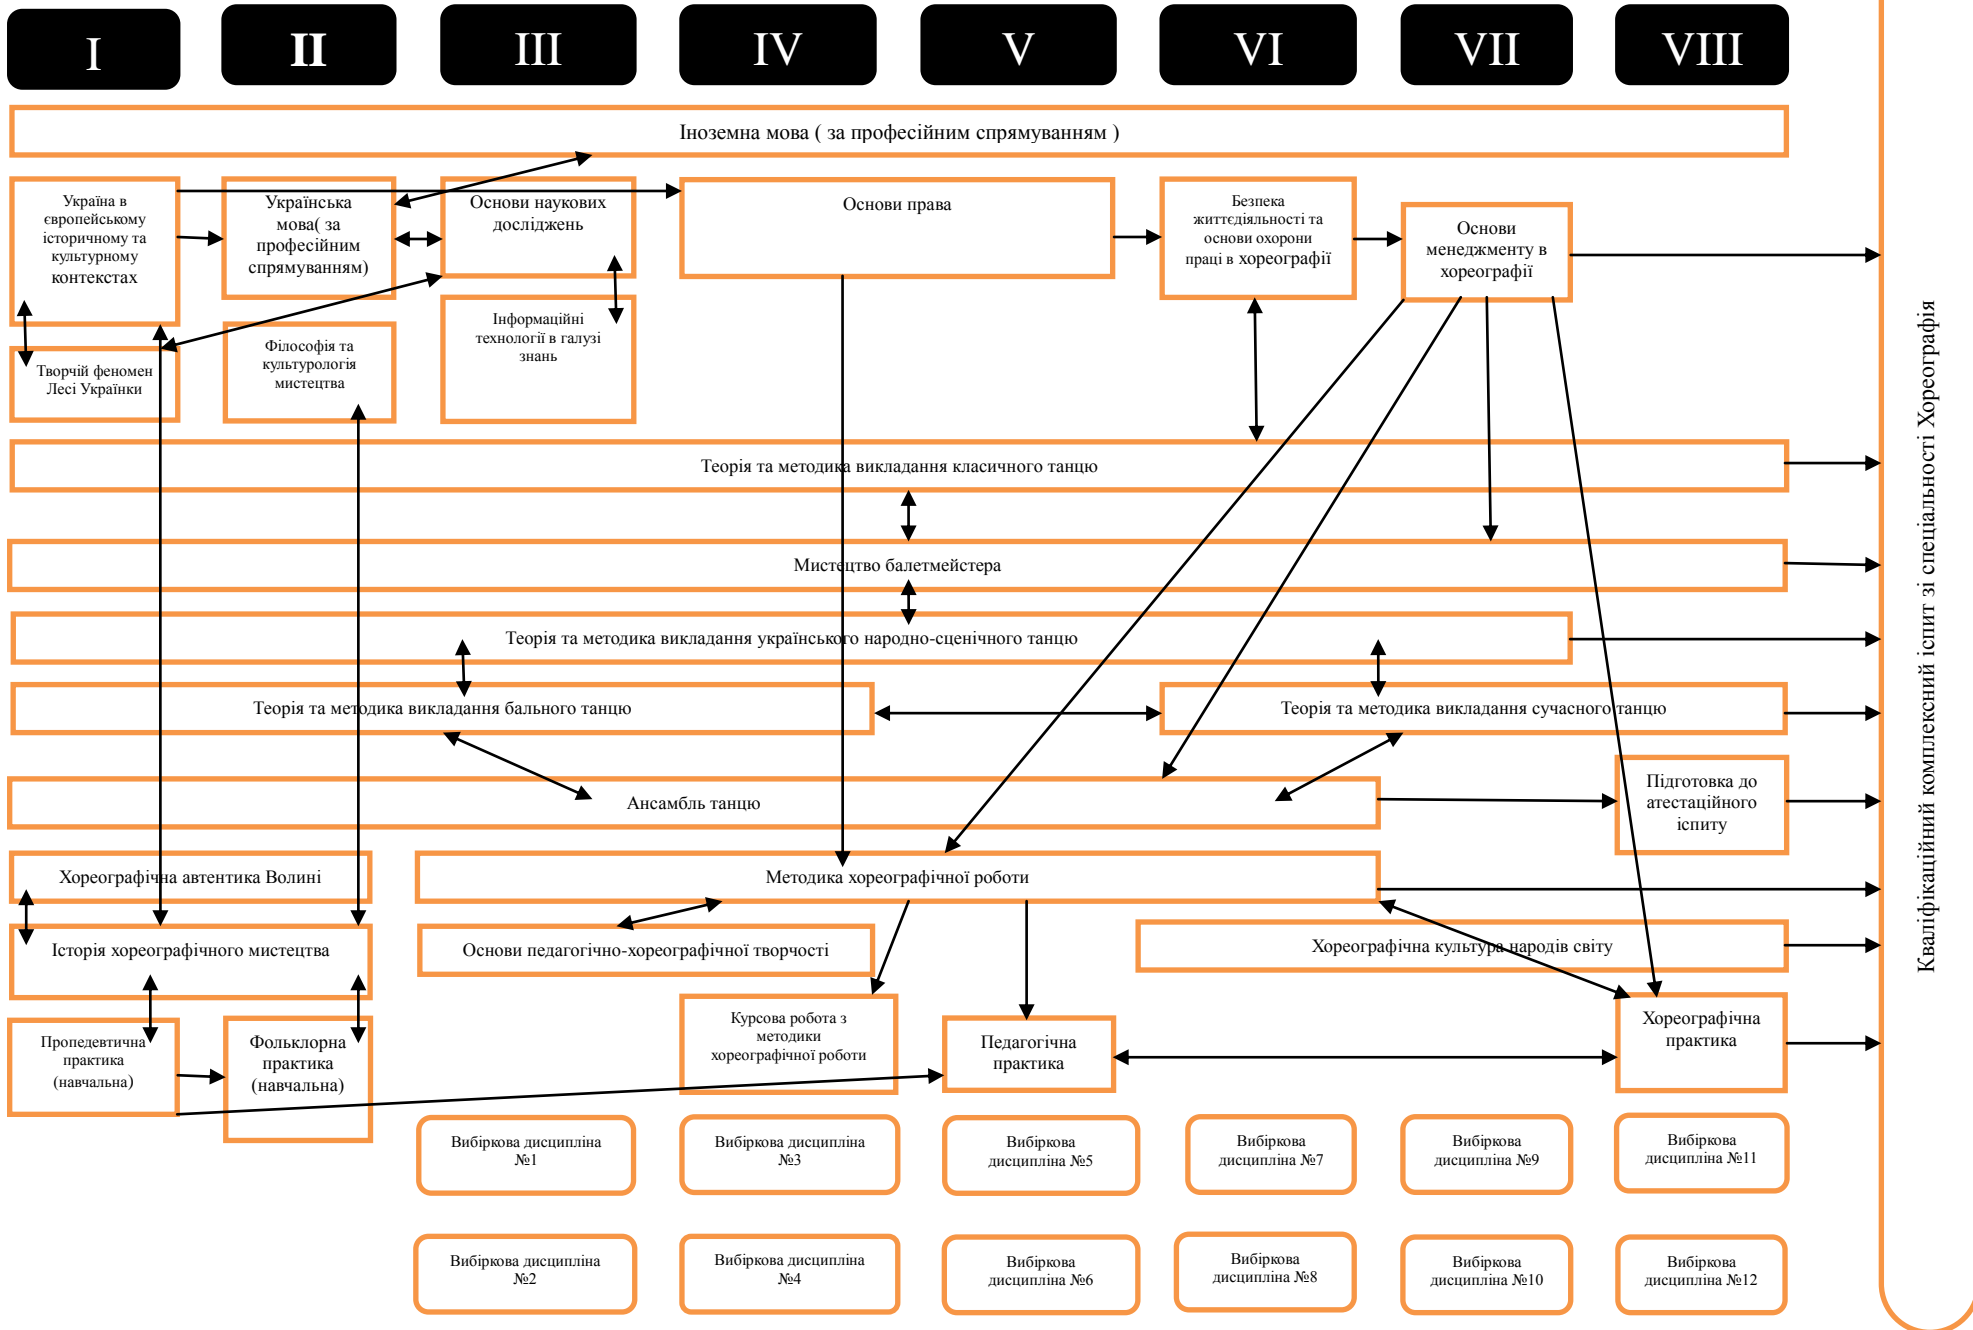 I
II
III
IV
V
VI
VII
VIII
Іноземна мова ( за професійним спрямуванням )
Україна в
європейському
історичному та
культурному
контекстах
Українська
мова( за
професійним
спрямуванням)
Основи наукових
досліджень
Основи права
Безпека
життєдіяльності та
основи охорони
праці в хореографії
Основи
менеджменту в
хореографії
Творчій феномен
Лесі Українки
Філософія та
культурологія
мистецтва
Інформаційні
технології в галузі
знань
Теорія та методика викладання класичного танцю
Мистецтво балетмейстера
Теорія та методика викладання українського народно-сценічного танцю
Теорія та методика викладання бального танцю
Теорія та методика викладання сучасного танцю
Ансамбль танцю
Підготовка до
атестаційного
іспиту
Хореографічна автентика Волині
Методика хореографічної роботи
Історія хореографічного мистецтва
Основи педагогічно-хореографічної творчості
Хореографічна культура народів світу
Пропедевтична
практика
(навчальна)
Фольклорна
практика
(навчальна)
Курсова робота з
методики
хореографічної роботи
Педагогічна
практика
Хореографічна
практика
Вибіркова дисципліна
№1
Вибіркова дисципліна
№3
Вибіркова
дисципліна №5
Вибіркова
дисципліна №7
Вибіркова
дисципліна №9
Вибіркова
дисципліна №11
Вибіркова дисципліна
№2
Вибіркова дисципліна
№4
Вибіркова
дисципліна №6
Вибіркова
дисципліна №8
Вибіркова
дисципліна №10
Вибіркова
дисципліна №12
Кваліфікаційний комплексний іспит зі спеціальності Хореографія